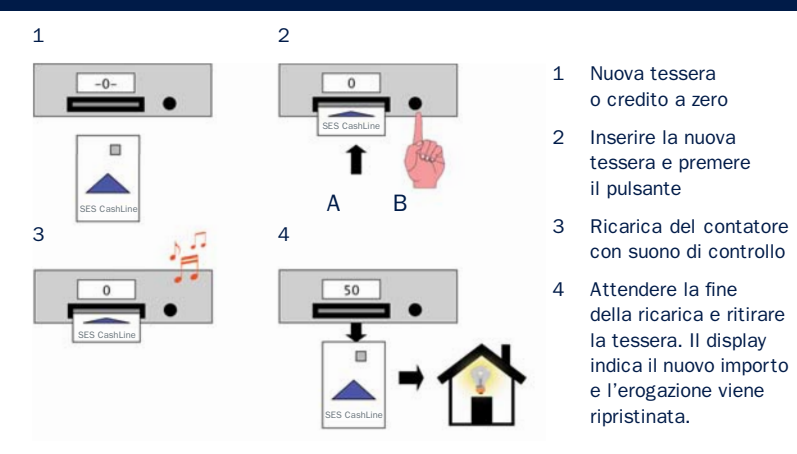 1
2
-0-
0
SES CashLine
SES CashLine
A B
3
4
0
50
SES CashLine
SES CashLine
1 Nuova tessera
o credito a zero
2 Inserire la nuova
tessera e premere
il pulsante
3 Ricarica del contatore
con suono di controllo
4 Attendere la fine
della ricarica e ritirare
la tessera. Il display
indica il nuovo importo
e l'erogazione viene
ripristinata.